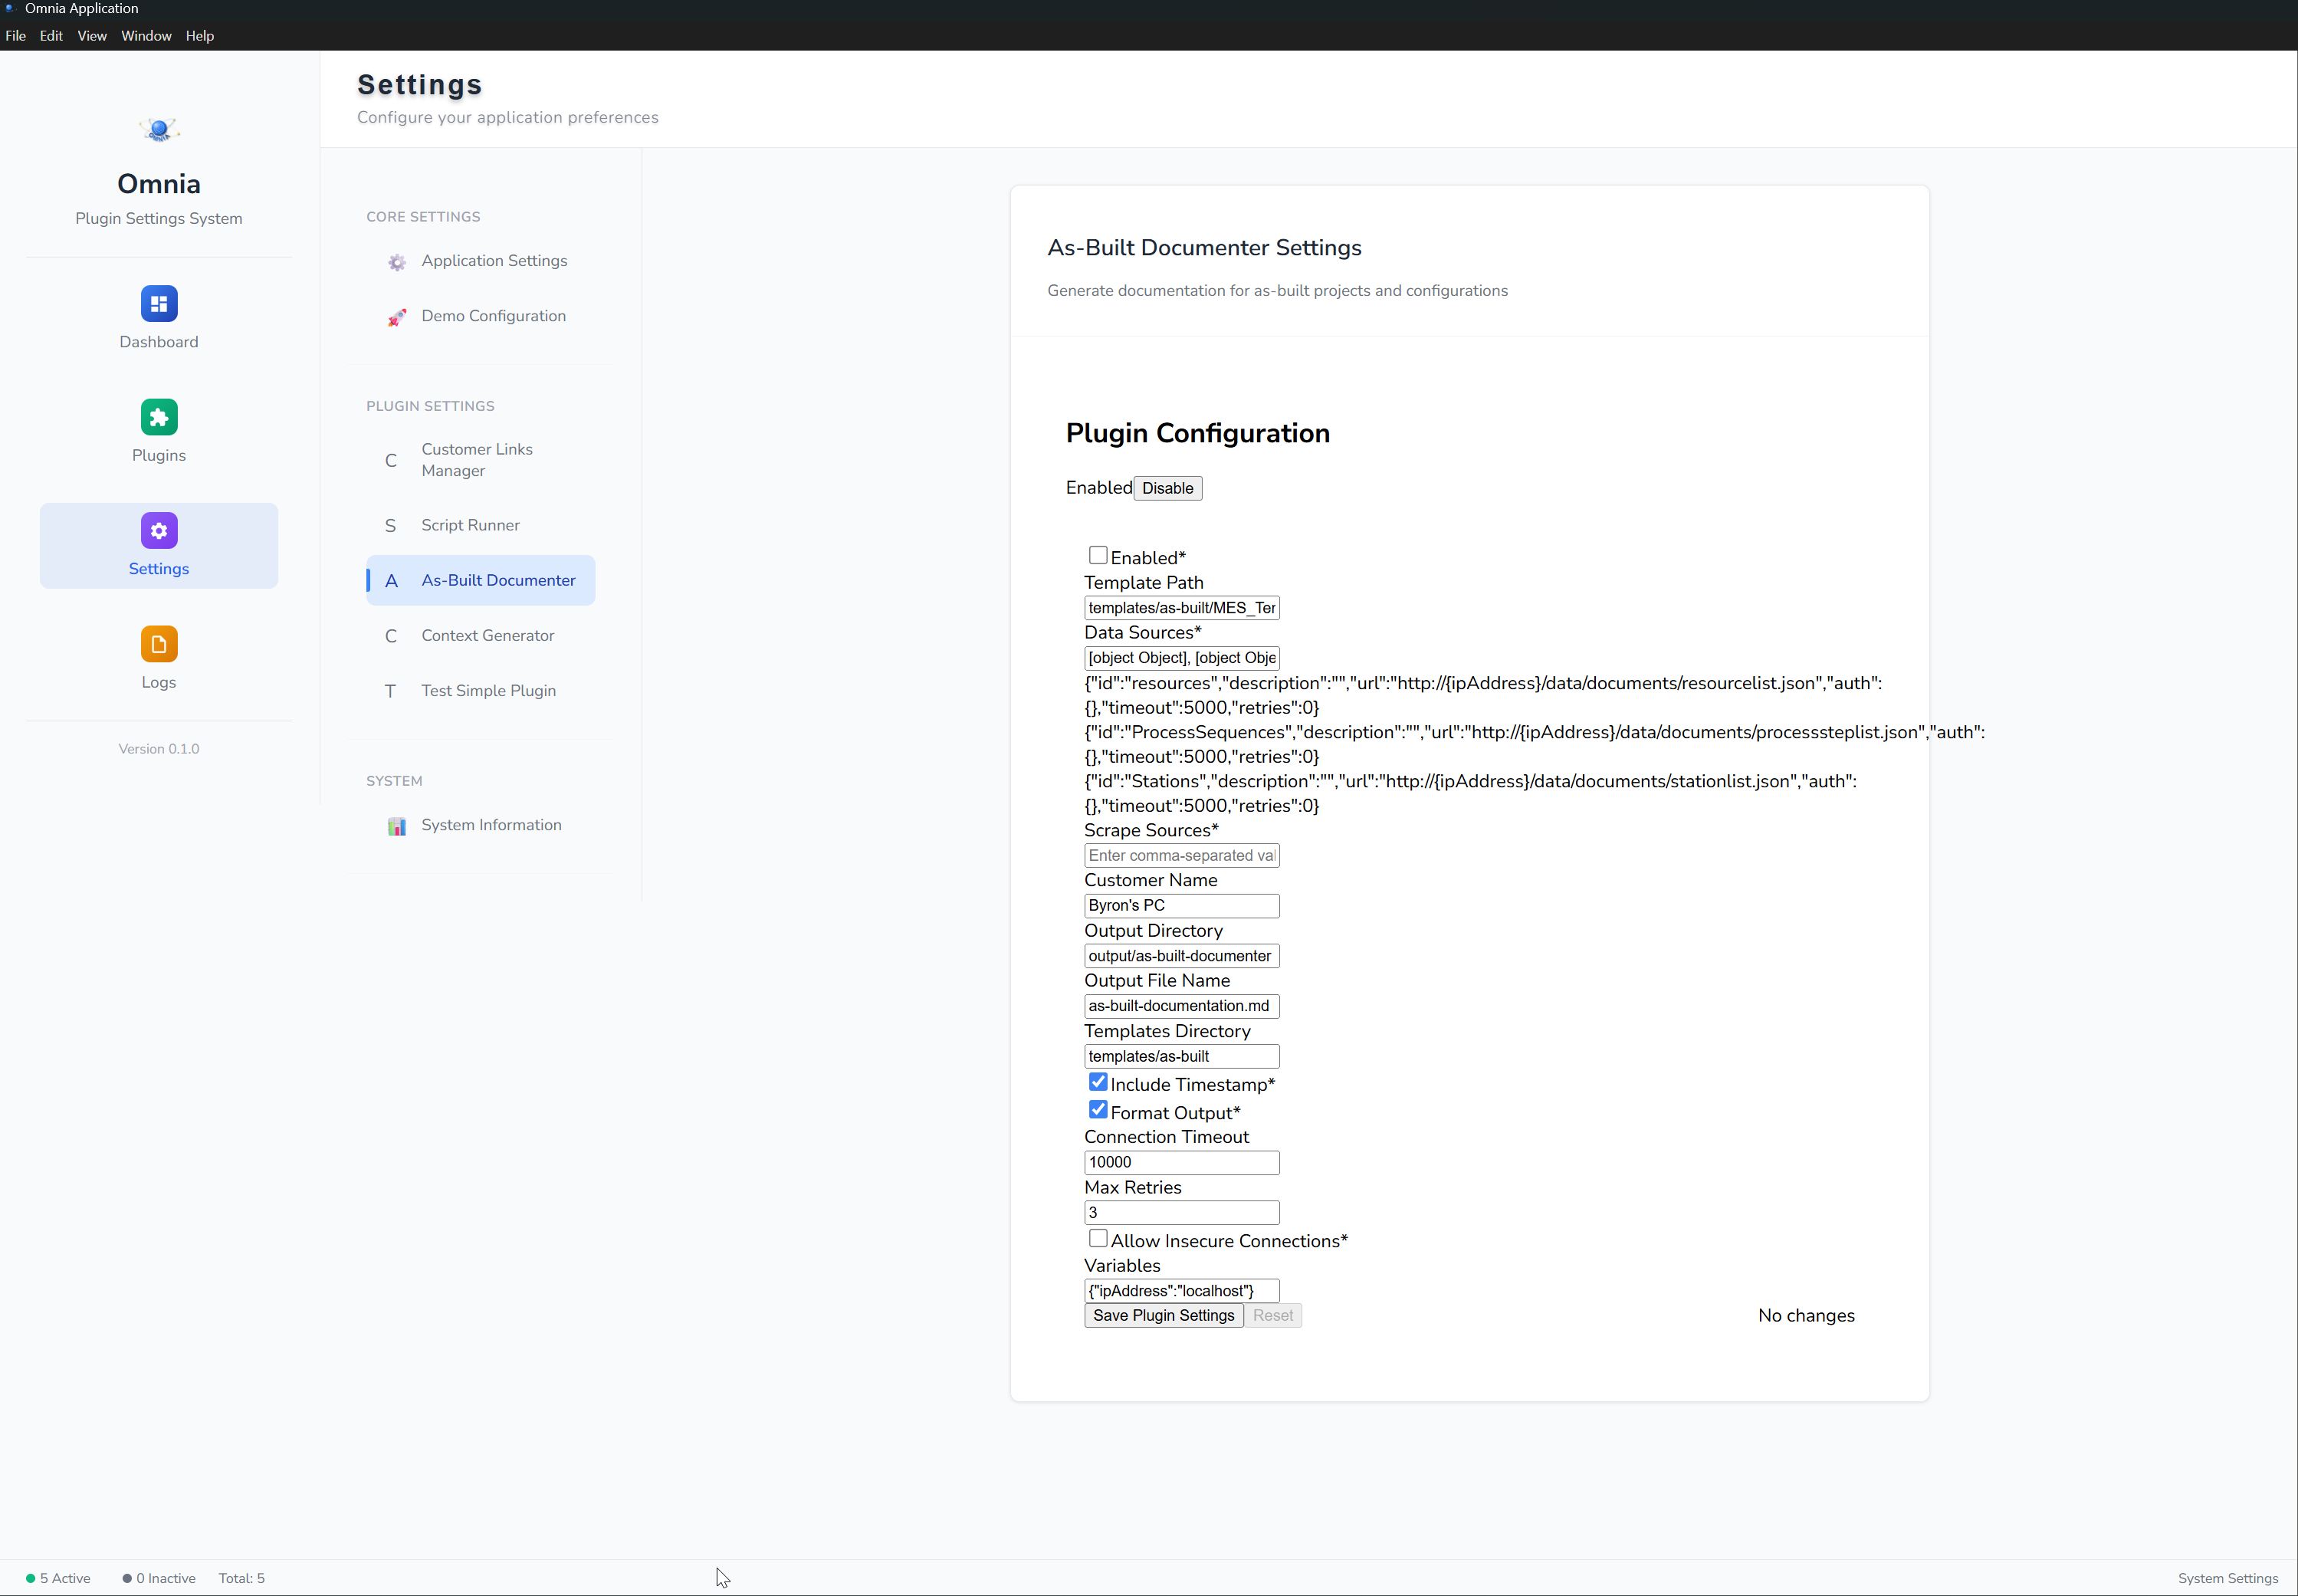 Omnia Application
File Edit View Window Help
Omnia
Plugin Settings System
Dashboard
Plugins
Settings
Logs
Version 0.1.0
Settings
Configure your application preferences
CORE SETTINGS
Application Settings
Demo Configuration
PLUGIN SETTINGS
C Customer Links
Manager
S Script Runner
A As-Built Documenter
C Context Generator
T Test Simple Plugin
SYSTEM
System Information
As-Built Documenter Settings
Generate documentation for as-built projects and configurations
Plugin Configuration
Enabled Disable
Enabled*
Template Path
templates/as-built/MES_Ter
Data Sources*
[object Object], [object Obje
{"id":"resources","description":"","url":"http://{ipAddress}/data/documents/resourcelist.json","auth":
{},"timeout":5000,"retries":0}
{"id":"ProcessSequences","description":"","url":"http://{ipAddress}/data/documents/processsteplist.json","auth":
{},"timeout":5000,"retries":0}
{"id":"Stations","description":"","url":"http://{ipAddress}/data/documents/stationlist.json","auth":
{},"timeout":5000,"retries":0}
Scrape Sources*
Enter comma-separated val
Customer Name
Byron's PC
Output Directory
output/as-built-documenter
Output File Name
as-built-documentation.md
Templates Directory
templates/as-built
Include Timestamp*
Format Output*
Connection Timeout
10000
Max Retries
3
Allow Insecure Connections*
Variables
{"ipAddress":"localhost"}
Save Plugin Settings Reset No changes
5 Active 0 Inactive Total: 5 System Settings